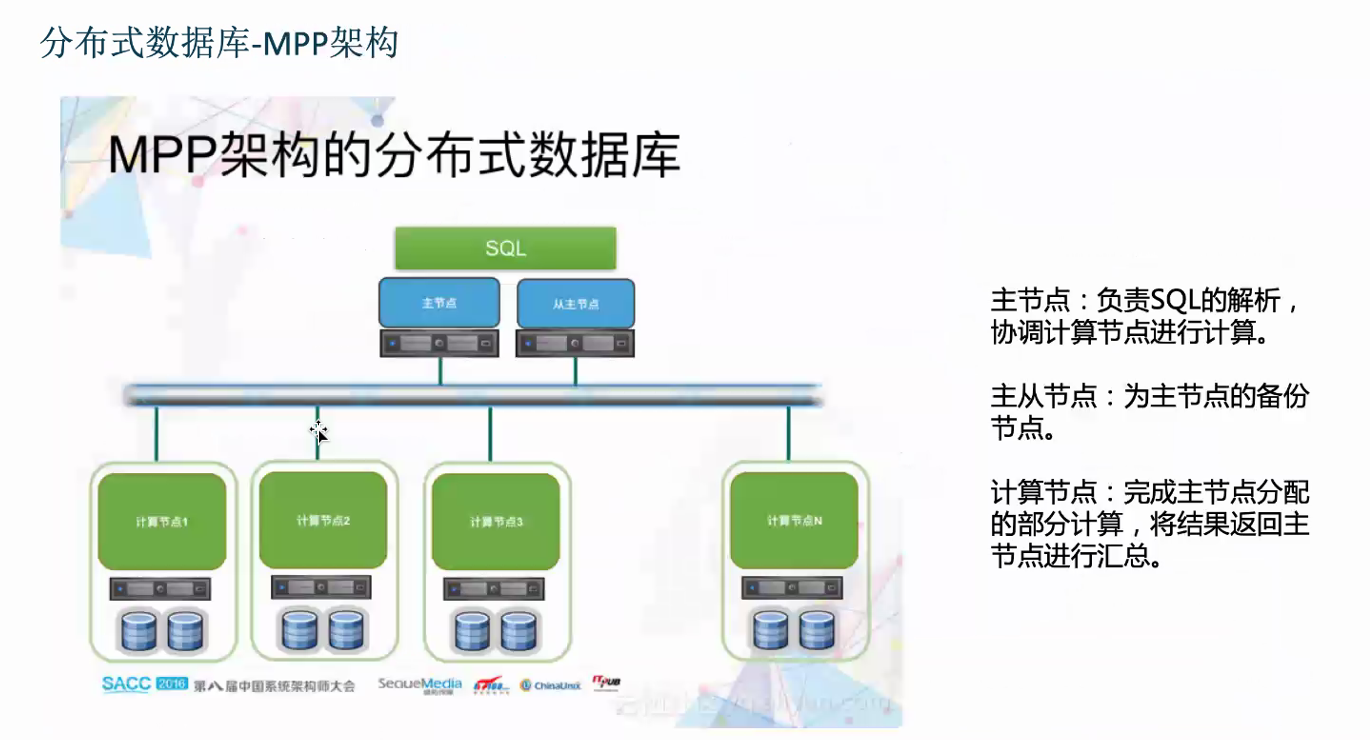 分布式数据库-MPP架构
MPP架构的分布式数据库
SQL
主节点
从主节点
主节点：负责SQL的解析，
协调计算节点进行计算。
主从节点：为主节点的备份
节点。
计算节点：完成主节点分配
的部分计算，将结果返回主
节点进行汇总。
计算节点1
计算节点2
计算节点3
计算节点N
SACC 2016 第八届中国系统架构师大会
SequeMedia
ChinaUnix
ITPUB